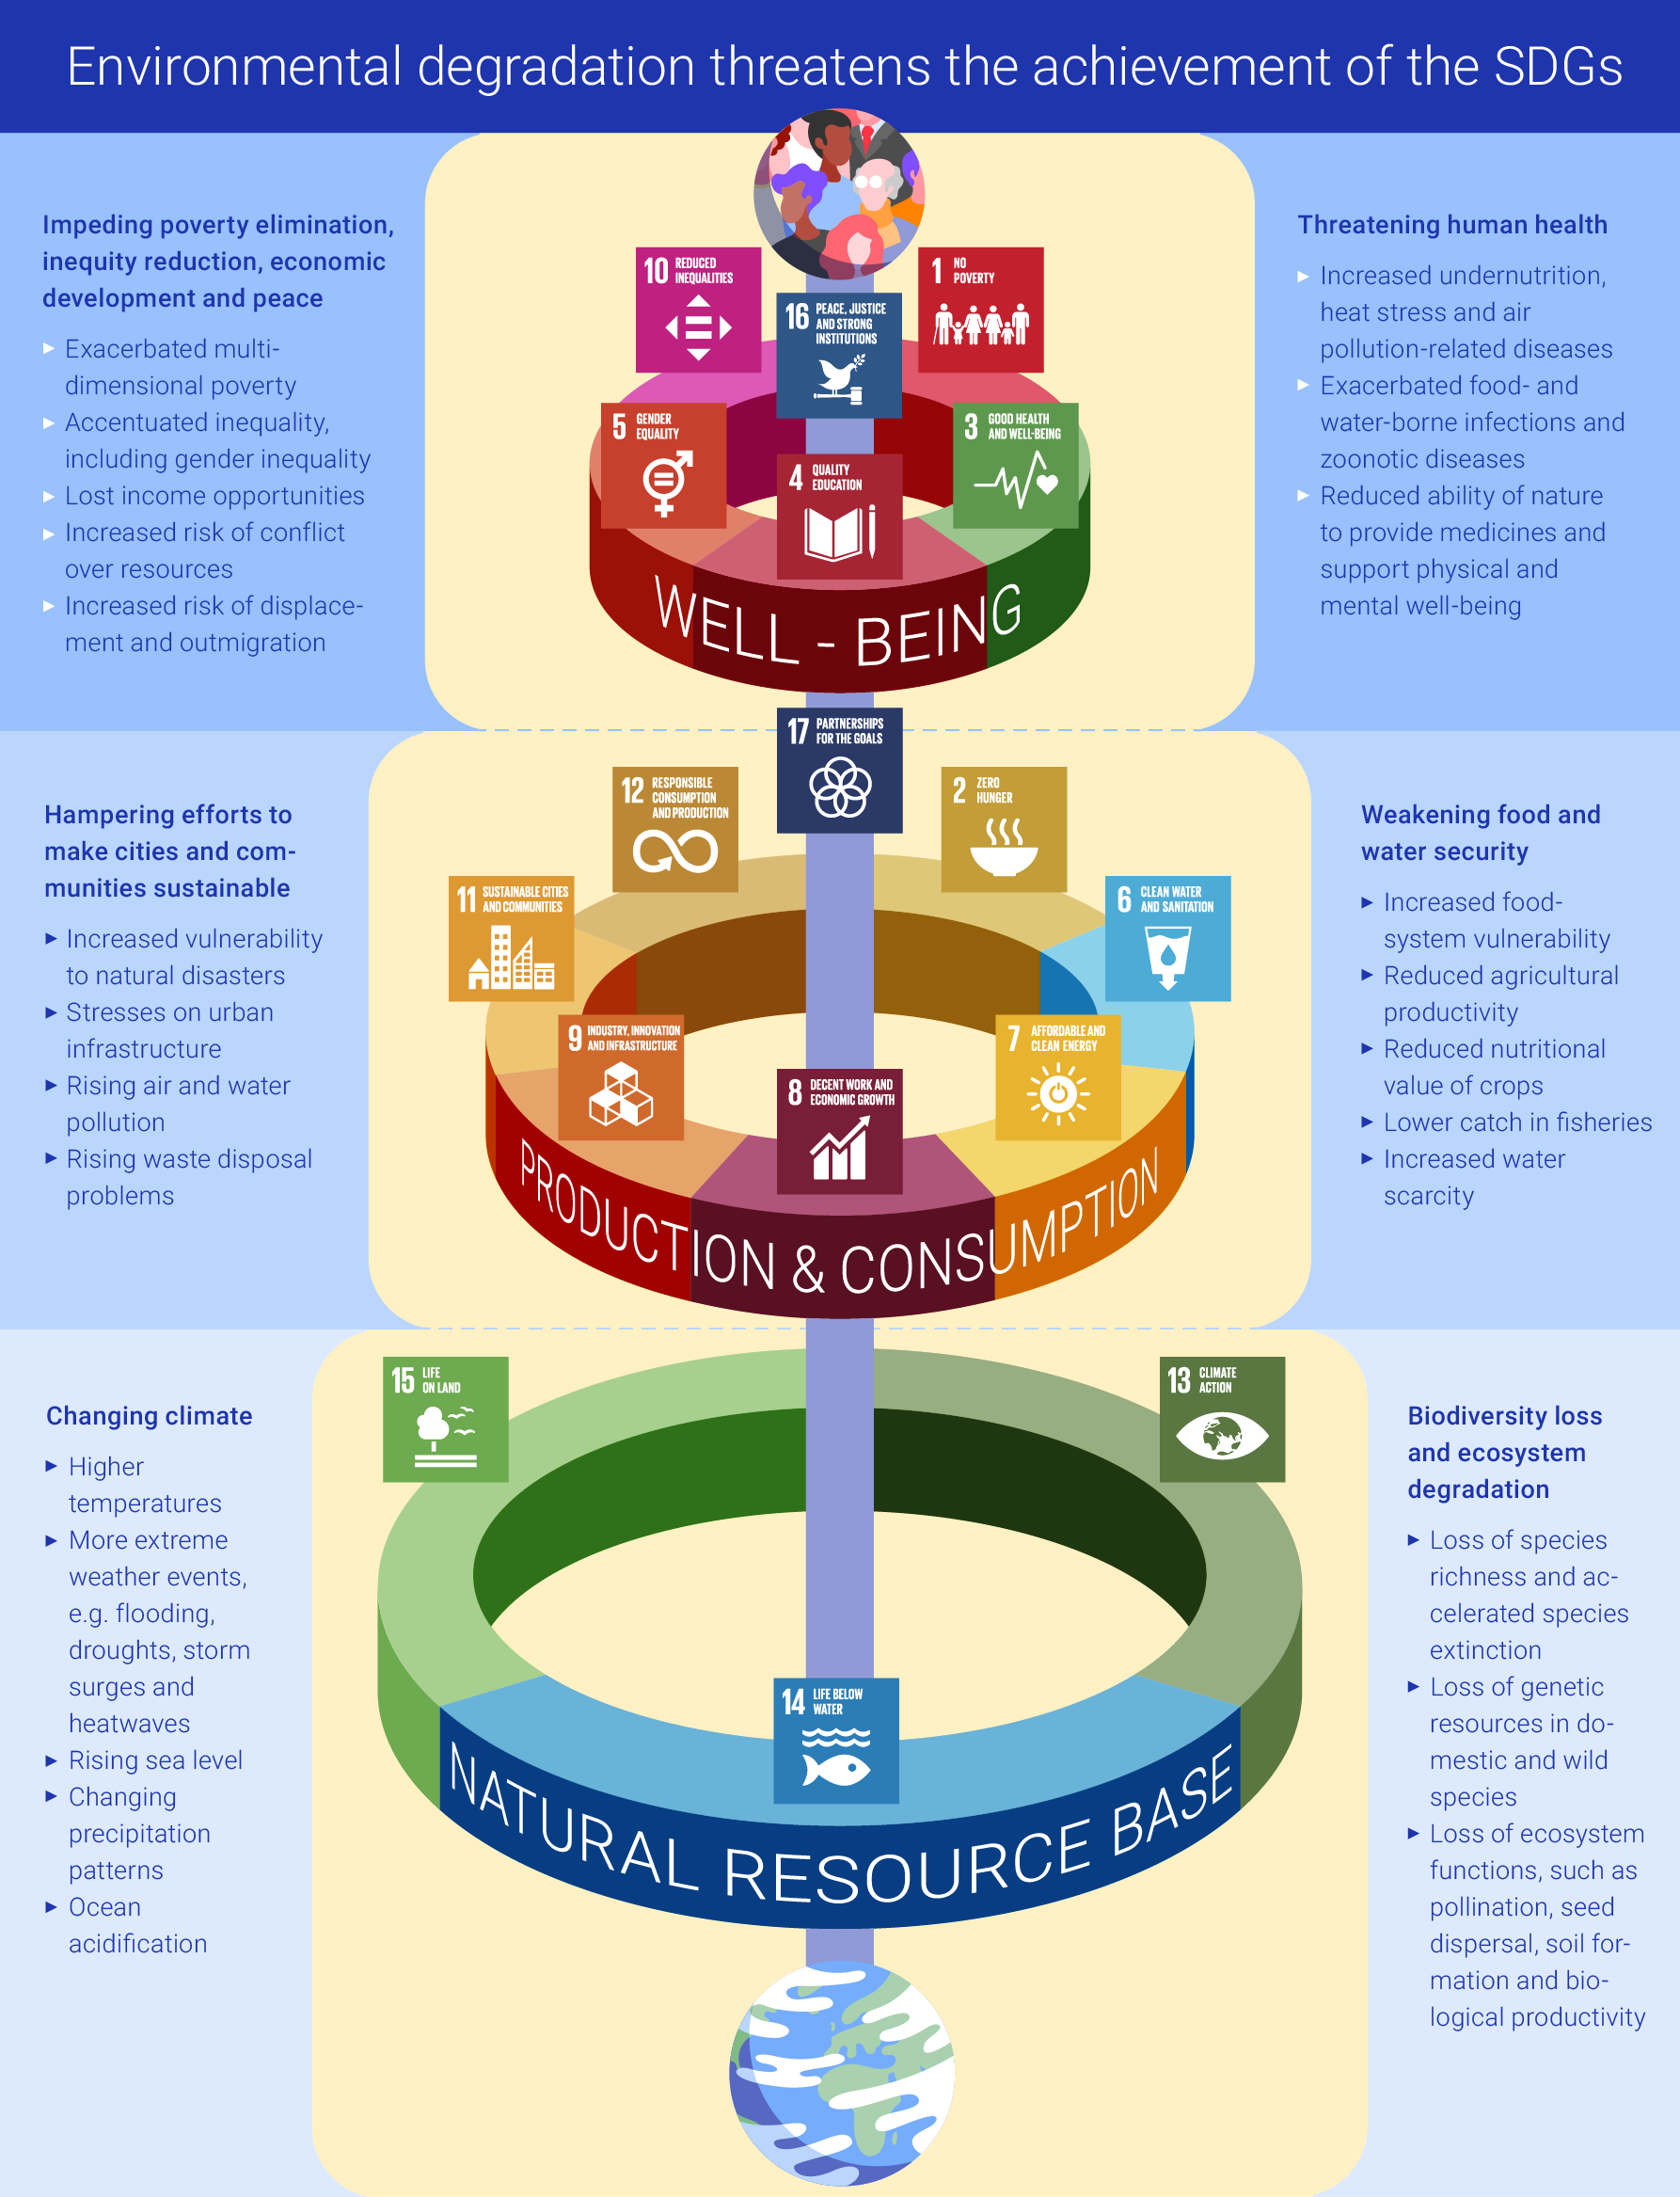 Environmental degradation threatens the achievement of the SDGs
Impeding poverty elimination,
inequity reduction, economic
development and peace
Exacerbated multi-
dimensional poverty
Accentuated inequality,
including gender inequality
Lost income opportunities
Increased risk of conflict
over resources
Increased risk of displace-
ment and outmigration
10 REDUCED
INEQUALITIES
16 PEACE, JUSTICE
AND STRONG
INSTITUTIONS
1 NO
POVERTY
5 GENDER
EQUALITY
4 QUALITY
EDUCATION
3 GOOD HEALTH
AND WELL-BEING
WELL - BEING
Threatening human health
Increased undernutrition,
heat stress and air
pollution-related diseases
Exacerbated food- and
water-borne infections and
zoonotic diseases
Reduced ability of nature
to provide medicines and
support physical and
mental well-being
17 PARTNERSHIPS
FOR THE GOALS
Hampering efforts to
make cities and com-
munities sustainable
Increased vulnerability
to natural disasters
Stresses on urban
infrastructure
Rising air and water
pollution
Rising waste disposal
problems
12 RESPONSIBLE
CONSUMPTION
AND PRODUCTION
2 ZERO
HUNGER
11 SUSTAINABLE CITIES
AND COMMUNITIES
6 CLEAN WATER
AND SANITATION
9 INDUSTRY, INNOVATION
AND INFRASTRUCTURE
8 DECENT WORK AND
ECONOMIC GROWTH
7 AFFORDABLE AND
CLEAN ENERGY
PRODUCTION & CONSUMPTION
Weakening food and
water security
Increased food-
system vulnerability
Reduced agricultural
productivity
Reduced nutritional
value of crops
Lower catch in fisheries
Increased water
scarcity
Changing climate
Higher
temperatures
More extreme
weather events,
e.g. flooding,
droughts, storm
surges and
heatwaves
Rising sea level
Changing
precipitation
patterns
Ocean
acidification
15 LIFE
ON LAND
13 CLIMATE
ACTION
14 LIFE BELOW
WATER
NATURAL RESOURCE BASE
Biodiversity loss
and ecosystem
degradation
Loss of species
richness and ac-
celerated species
extinction
Loss of genetic
resources in do-
mestic and wild
species
Loss of ecosystem
functions, such as
pollination, seed
dispersal, soil for-
mation and bio-
logical productivity